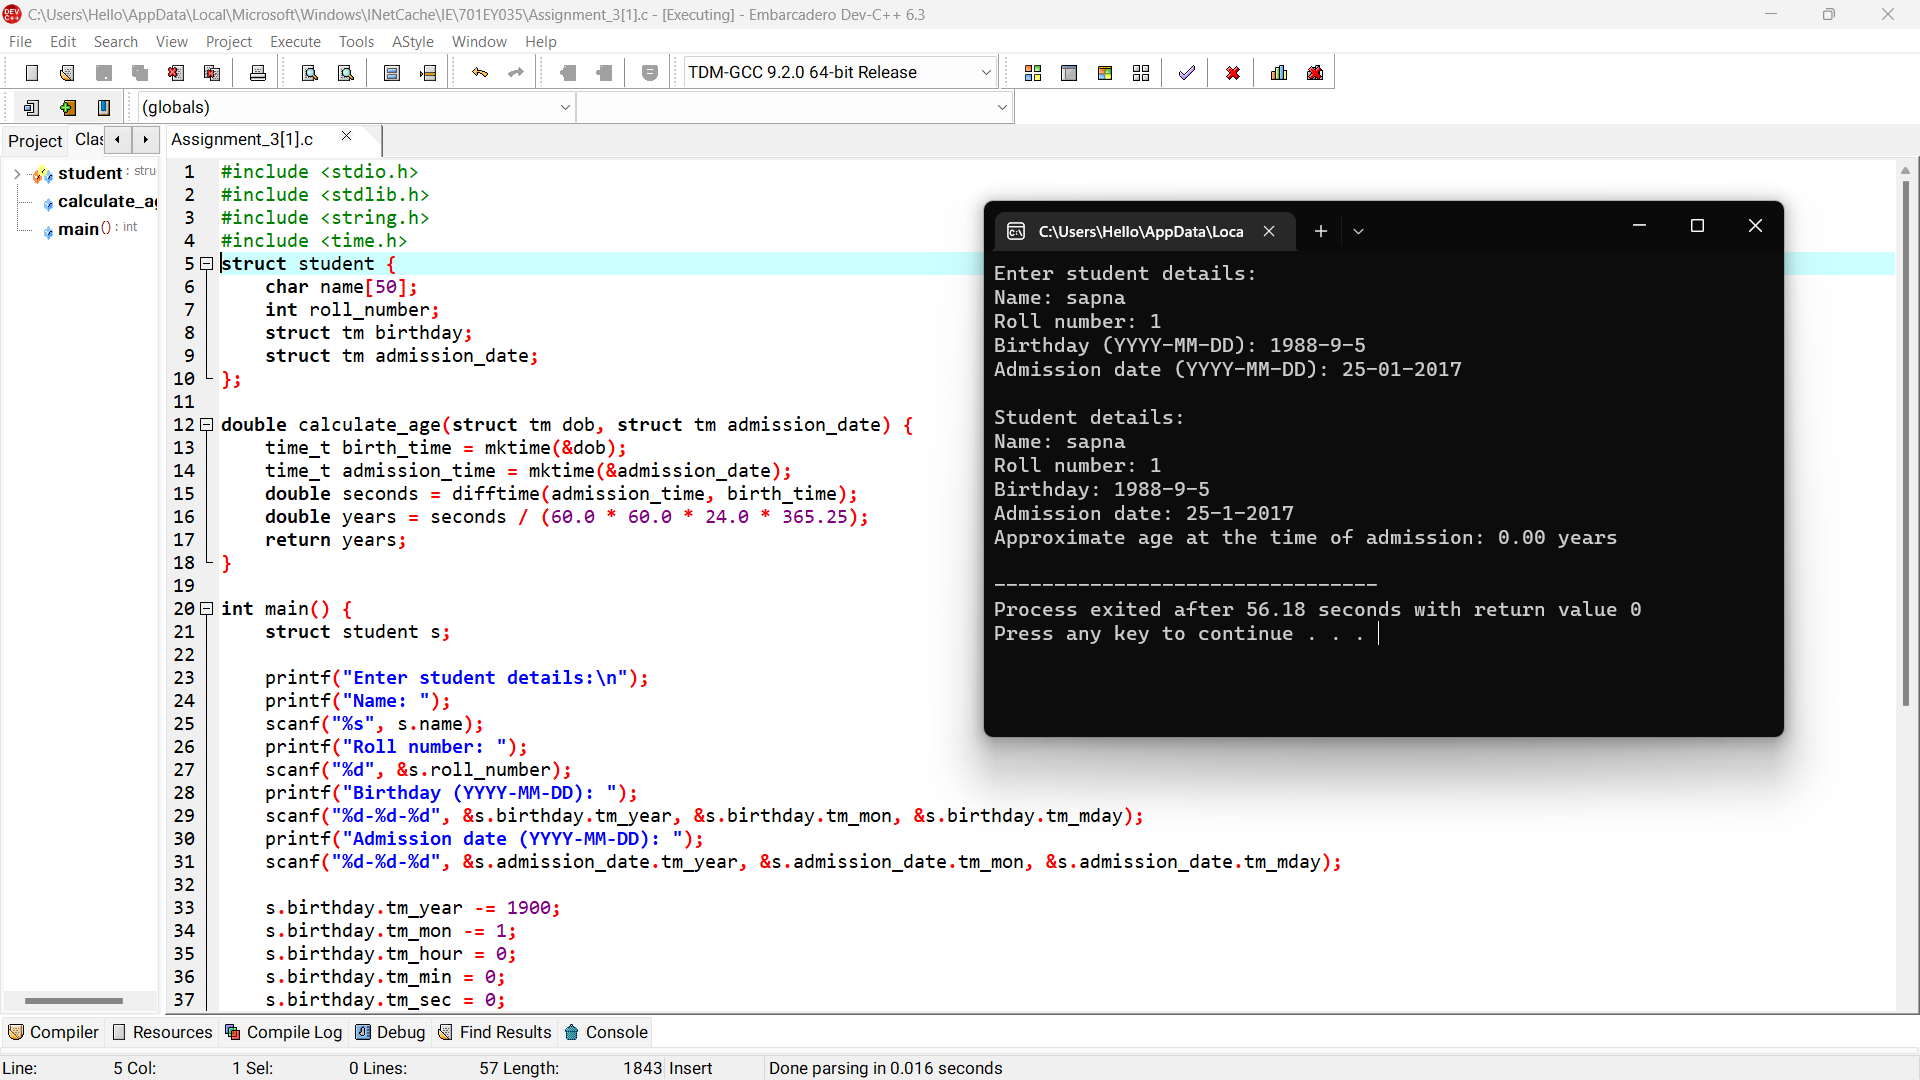 C:\Users\Hello\AppData\Local\Microsoft\Windows\INetCache\IE\701EY035\Assignment_3[1].c - [Executing] - Embarcadero Dev-C++ 6.3
File Edit Search View Project Execute Tools AStyle Window Help
TDM-GCC 9.2.0 64-bit Release
(globals)
Project Clas
Assignment_3[1].c
student : stru
calculate_a
main() : int
1 #include <stdio.h>
2 #include <stdlib.h>
3 #include <string.h>
4 #include <time.h>
5 struct student {
6 char name[50];
7 int roll_number;
8 struct tm birthday;
9 struct tm admission_date;
10 };
11
12 double calculate_age(struct tm dob, struct tm admission_date) {
13 time_t birth_time = mktime(&dob);
14 time_t admission_time = mktime(&admission_date);
15 double seconds = difftime(admission_time, birth_time);
16 double years = seconds / (60.0 * 60.0 * 24.0 * 365.25);
17 return years;
18 }
19
20 int main() {
21 struct student s;
22
23 printf("Enter student details:\n");
24 printf("Name: ");
25 scanf("%s", s.name);
26 printf("Roll number: ");
27 scanf("%d", &s.roll_number);
28 printf("Birthday (YYYY-MM-DD): ");
29 scanf("%d-%d-%d", &s.birthday.tm_year, &s.birthday.tm_mon, &s.birthday.tm_mday);
30 printf("Admission date (YYYY-MM-DD): ");
31 scanf("%d-%d-%d", &s.admission_date.tm_year, &s.admission_date.tm_mon, &s.admission_date.tm_mday);
32
33 s.birthday.tm_year -= 1900;
34 s.birthday.tm_mon -= 1;
35 s.birthday.tm_hour = 0;
36 s.birthday.tm_min = 0;
37 s.birthday.tm_sec = 0;
C:\Users\Hello\AppData\Loca
Enter student details:
Name: sapna
Roll number: 1
Birthday (YYYY-MM-DD): 1988-9-5
Admission date (YYYY-MM-DD): 25-01-2017
Student details:
Name: sapna
Roll number: 1
Birthday: 1988-9-5
Admission date: 25-1-2017
Approximate age at the time of admission: 0.00 years
--------------------------------
Process exited after 56.18 seconds with return value 0
Press any key to continue . . .
Compiler Resources Compile Log Debug Find Results Console
Line: 5 Col: 1 Sel: 0 Lines: 57 Length: 1843 Insert Done parsing in 0.016 seconds